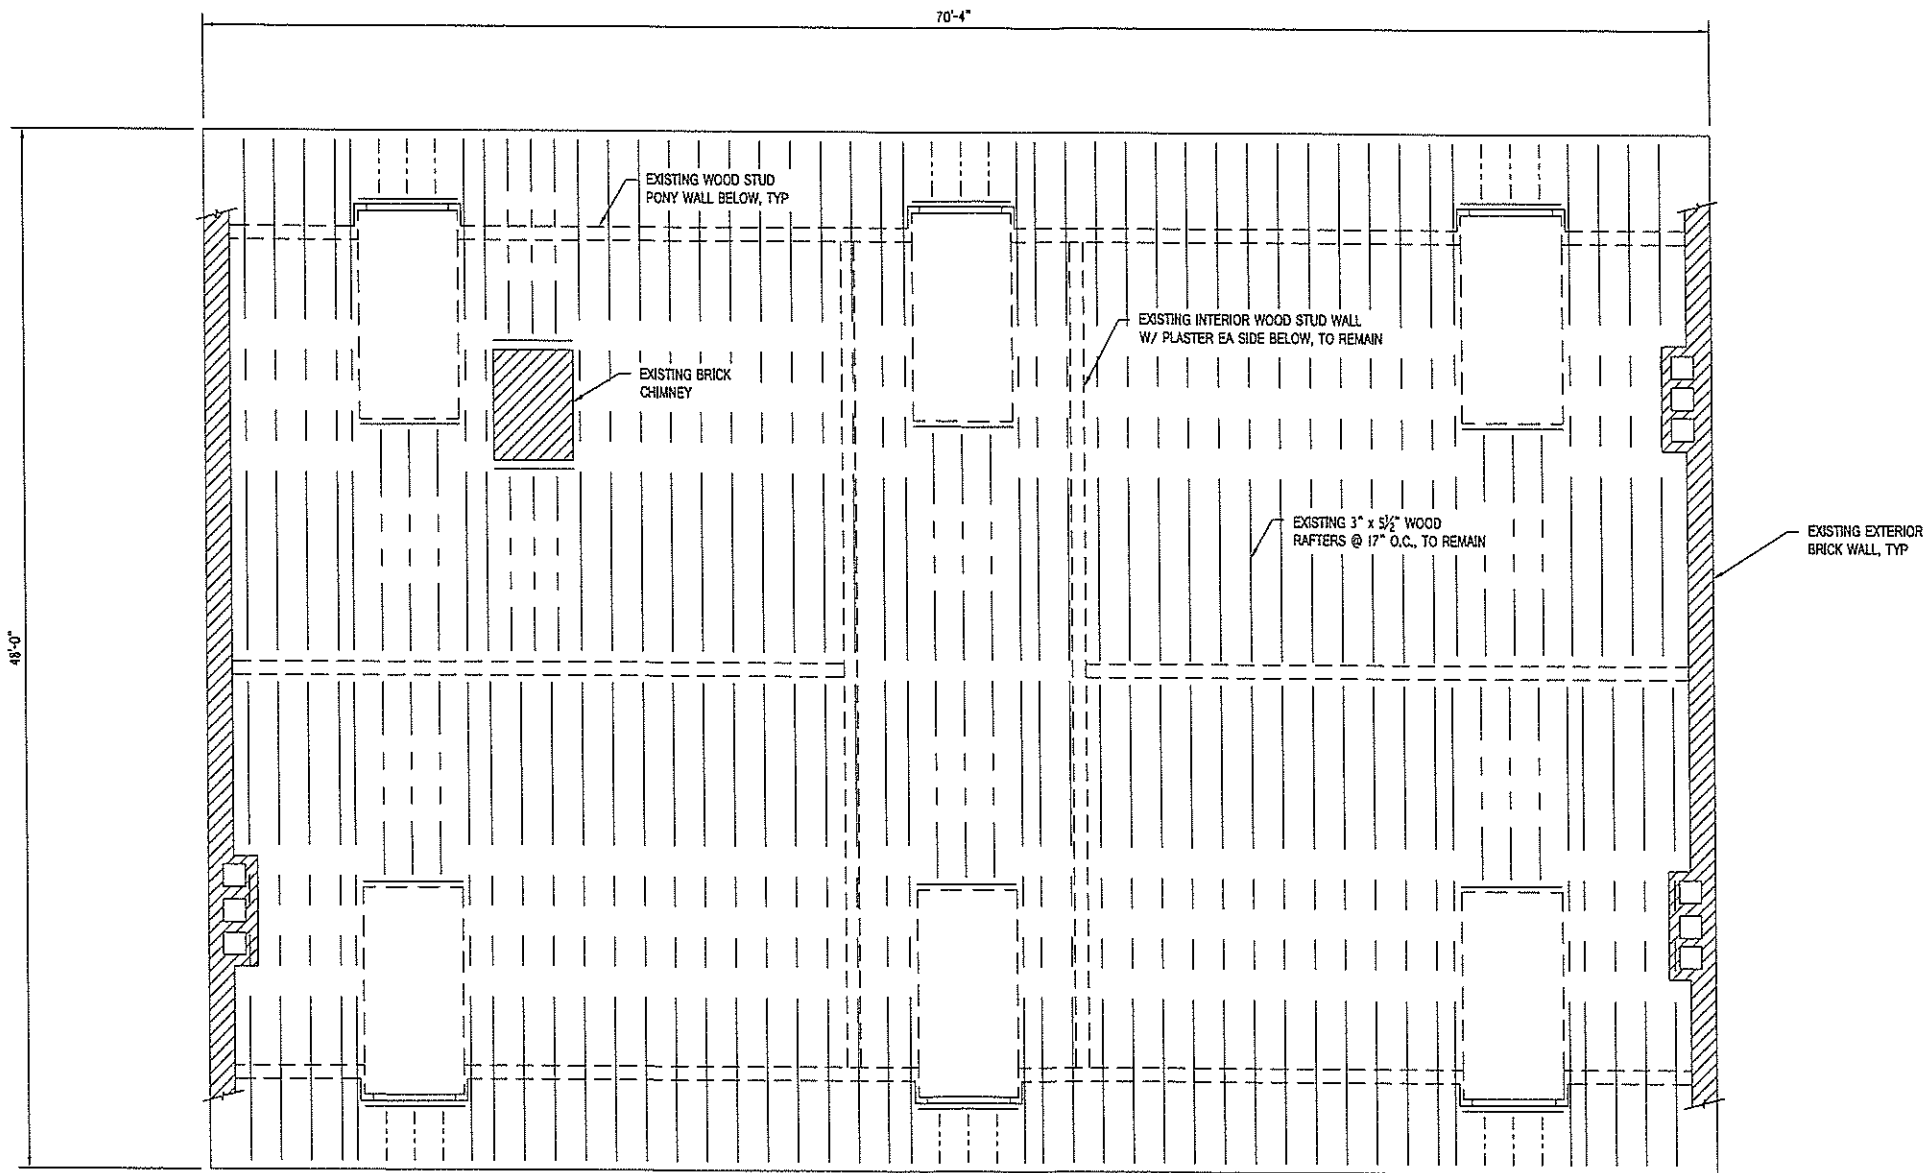 70'-4"
EXISTING WOOD STUD
PONY WALL BELOW, TYP
EXISTING INTERIOR WOOD STUD WALL
W/ PLASTER EA SIDE BELOW, TO REMAIN
EXISTING BRICK
CHIMNEY
EXISTING 3" x 5½" WOOD
RAFTERS @ 17" O.C., TO REMAIN
EXISTING EXTERIOR
BRICK WALL, TYP
48'-0"